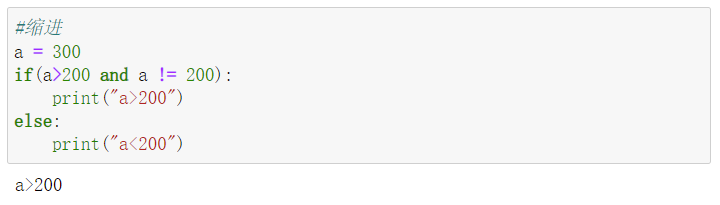 #缩进
a = 300
if(a>200 and a != 200):
    print("a>200")
else:
    print("a<200")
a>200